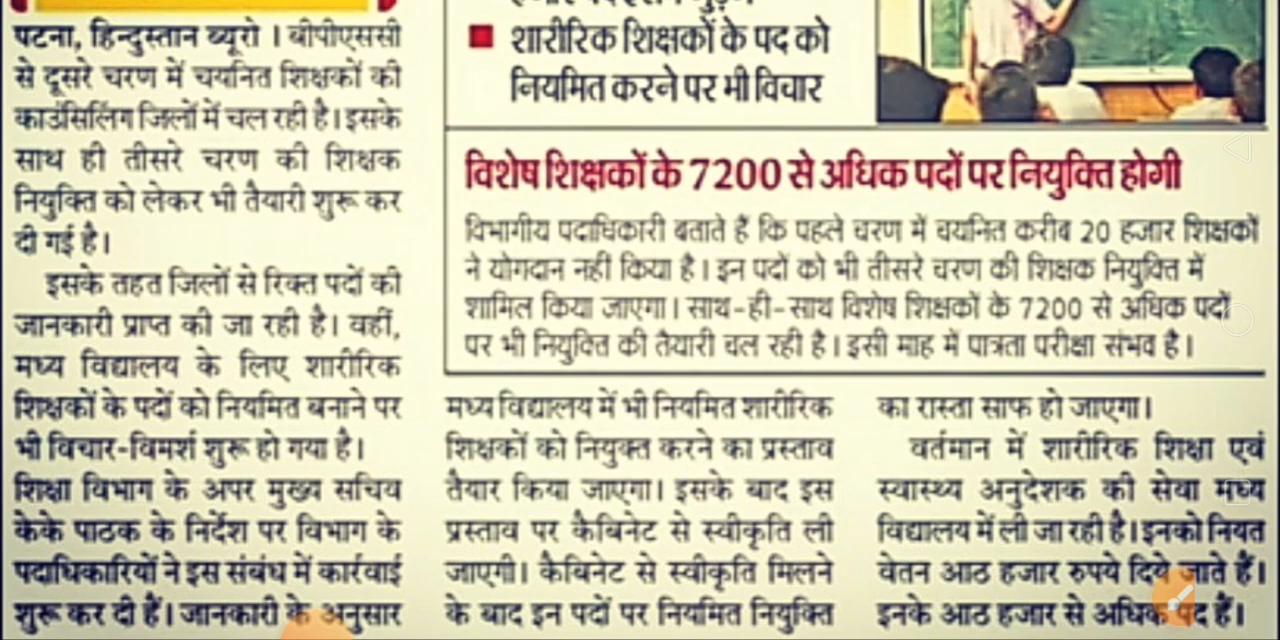 पटना, हिन्दुस्तान ब्यूरो । बीपीएससी
से दूसरे चरण में चयनित शिक्षकों की
काउंसिलिंग जिलों में चल रही है। इसके
साथ ही तीसरे चरण की शिक्षक
नियुक्ति को लेकर भी तैयारी शुरू कर
दी गई है।
इसके तहत जिलों से रिक्त पदों की
जानकारी प्राप्त की जा रही है। वहीं,
मध्य विद्यालय के लिए शारीरिक
शिक्षकों के पदों को नियमित बनाने पर
भी विचार-विमर्श शुरू हो गया है।
शिक्षा विभाग के अपर मुख्य सचिव
केके पाठक के निर्देश पर विभाग के
पदाधिकारियों ने इस संबंध में कार्रवाई
शुरू कर दी है। जानकारी के अनुसार
शारीरिक शिक्षकों के पद को
नियमित करने पर भी विचार
विशेष शिक्षकों के 7200 से अधिक पदों पर नियुक्ति होगी
विभागीय पदाधिकारी बताते हैं कि पहले चरण में चयनित करीब 20 हजार शिक्षकों
ने योगदान नहीं किया है। इन पदों को भी तीसरे चरण की शिक्षक नियुक्ति में
शामिल किया जाएगा। साथ-ही-साथ विशेष शिक्षकों के 7200 से अधिक पदों
पर भी नियुक्ति की तैयारी चल रही है। इसी माह में पात्रता परीक्षा संभव है।
मध्य विद्यालय में भी नियमित शारीरिक
शिक्षकों को नियुक्त करने का प्रस्ताव
तैयार किया जाएगा। इसके बाद इस
प्रस्ताव पर कैबिनेट से स्वीकृति ली
जाएगी। कैबिनेट से स्वीकृति मिलने
के बाद इन पदों पर नियमित नियुक्ति
का रास्ता साफ हो जाएगा।
वर्तमान में शारीरिक शिक्षा एवं
स्वास्थ्य अनुदेशक की सेवा मध्य
विद्यालय में ली जा रही है। इनको नियत
वेतन आठ हजार रुपये दिये जाते हैं।
इनके आठ हजार से अधिक पद हैं।